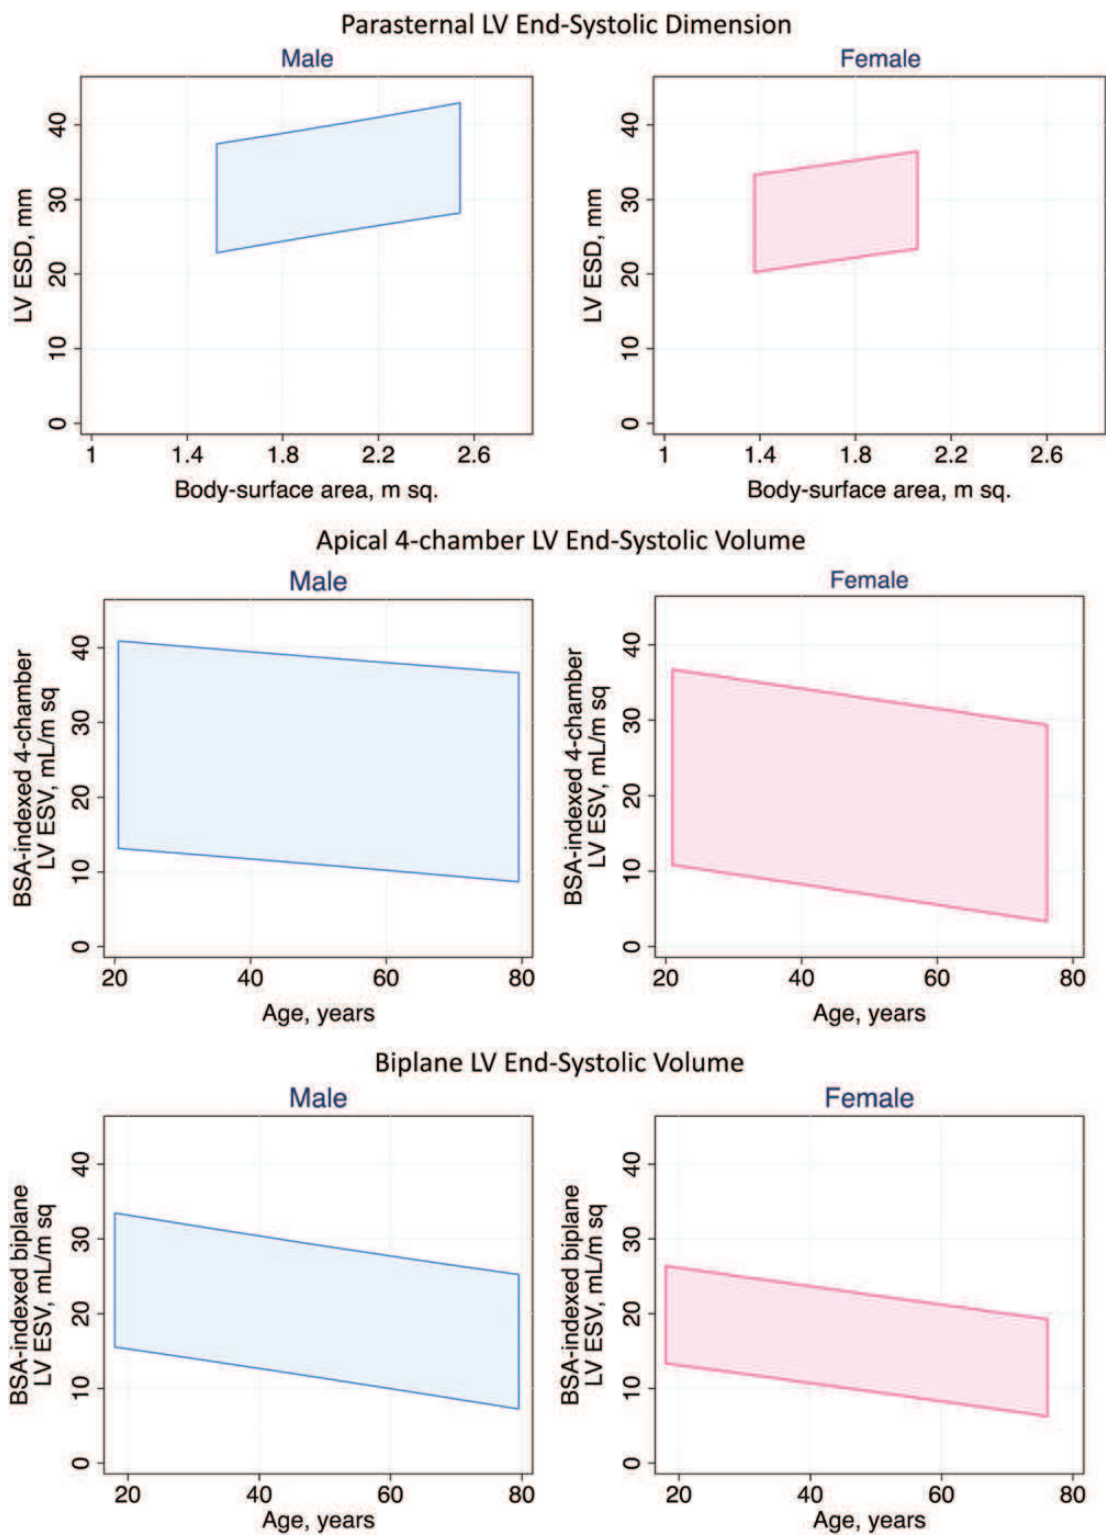 Parasternal LV End-Systolic Dimension
Male
Female
LV ESD, mm
40
30
20
10
0
1 1.4 1.8 2.2 2.6
Body-surface area, m sq.
LV ESD, mm
40
30
20
10
0
1 1.4 1.8 2.2 2.6
Body-surface area, m sq.
Apical 4-chamber LV End-Systolic Volume
Male
Female
BSA-indexed 4-chamber
LV ESV, mL/m sq
40
30
20
10
0
20 40 60 80
Age, years
BSA-indexed 4-chamber
LV ESV, mL/m sq
40
30
20
10
0
20 40 60 80
Age, years
Biplane LV End-Systolic Volume
Male
Female
BSA-indexed biplane
LV ESV, mL/m sq
40
30
20
10
0
20 40 60 80
Age, years
BSA-indexed biplane
LV ESV, mL/m sq
40
30
20
10
0
20 40 60 80
Age, years